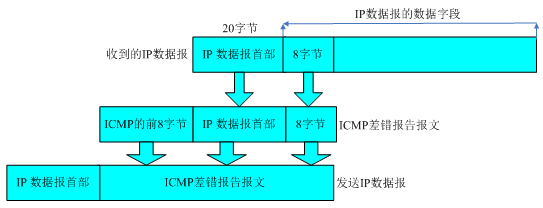 IP数据报的数据字段
20字节
收到的IP数据报
IP 数据报首部
8字节
ICMP的前8字节
IP 数据报首部
8字节
ICMP差错报告报文
IP 数据报首部
ICMP差错报告报文
发送IP数据报